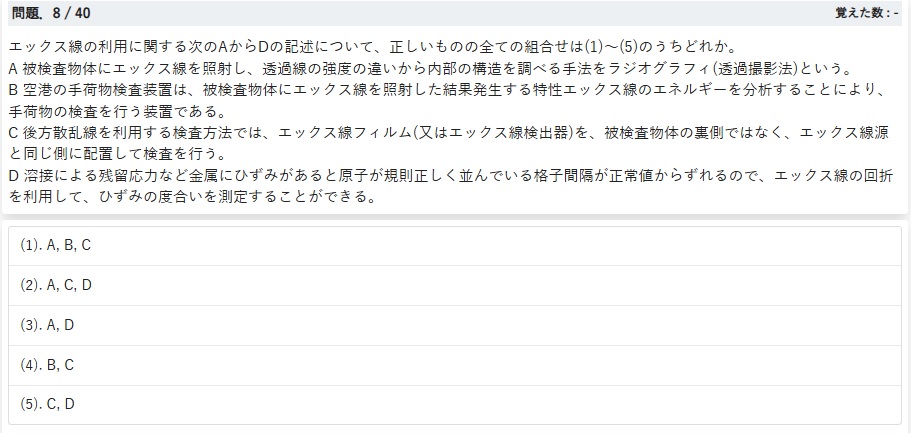 問題．8 / 40
覚えた数 : -
エックス線の利用に関する次のAからDの記述について、正しいものの全ての組合せは(1)～(5)のうちどれか。
A 被検査物体にエックス線を照射し、透過線の強度の違いから内部の構造を調べる手法をラジオグラフィ(透過撮影法)という。
B 空港の手荷物検査装置は、被検査物体にエックス線を照射した結果発生する特性エックス線のエネルギーを分析することにより、
手荷物の検査を行う装置である。
C 後方散乱線を利用する検査方法では、エックス線フィルム(又はエックス線検出器)を、被検査物体の裏側ではなく、エックス線源
と同じ側に配置して検査を行う。
D 溶接による残留応力など金属にひずみがあると原子が規則正しく並んでいる格子間隔が正常値からずれるので、エックス線の回折
を利用して、ひずみの度合いを測定することができる。
(1). A, B, C
(2). A, C, D
(3). A, D
(4). B, C
(5). C, D